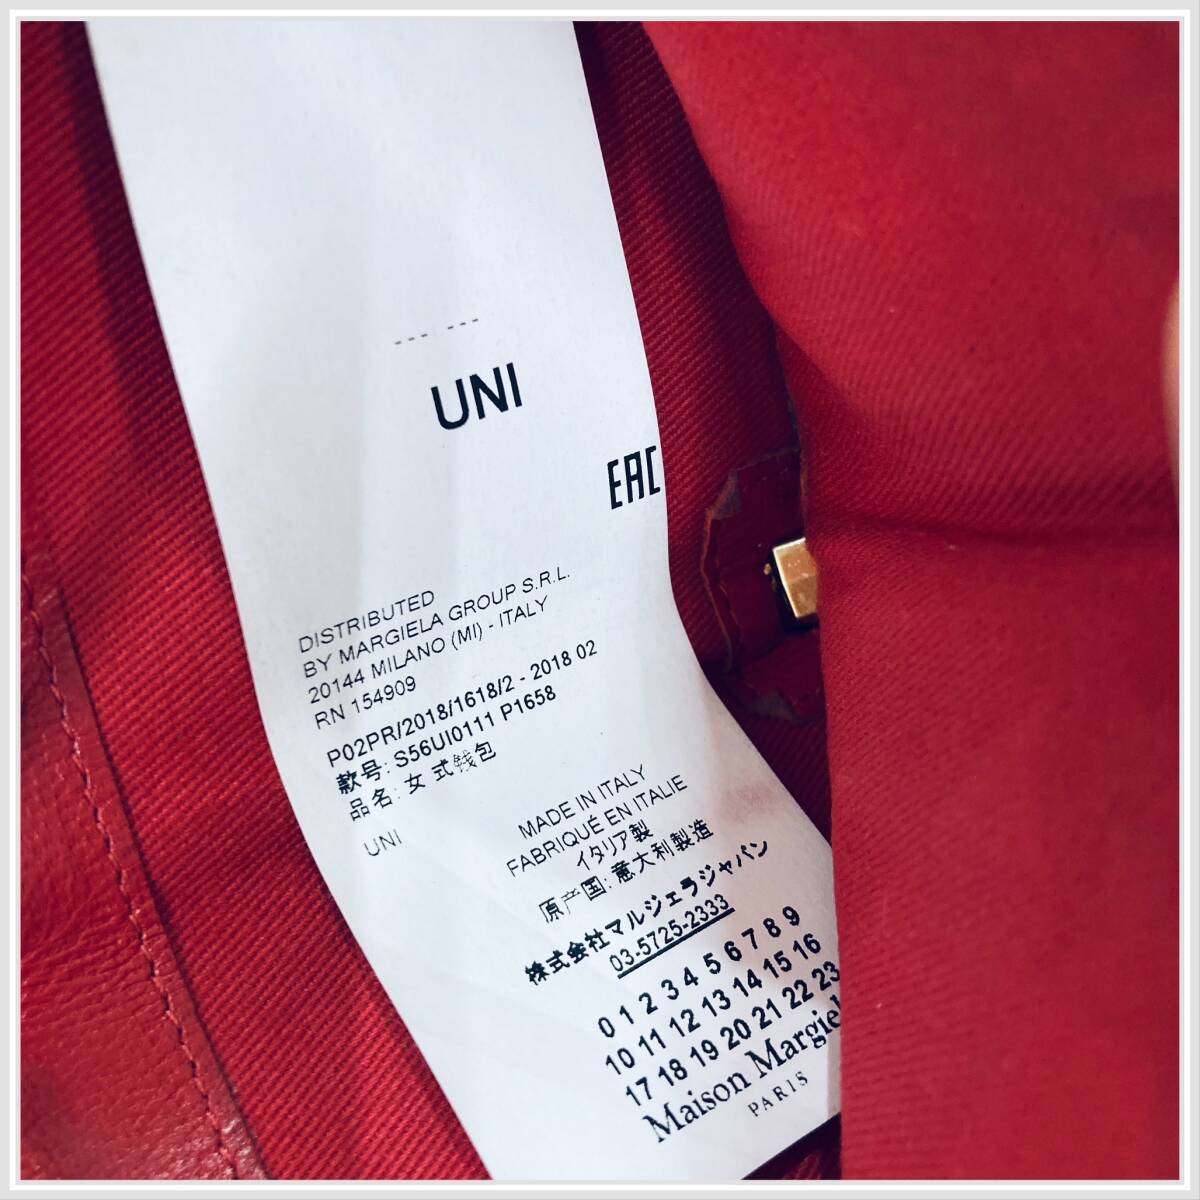 UNI
EAC
DISTRIBUTED
BY MARGIELA GROUP S.R.L.
20144 MILANO (MI) - ITALY
RN 154909
P02PR/2018/1618/2 - 2018 02
款号: S56UI0111 P1658
品名: 女式钱包
UNI
MADE IN ITALY
FABRIQUÉ EN ITALIE
イタリア製
原产国: 意大利製造
株式会社マルジェラジャパン
03-5725-2333
0 1 2 3 4 5 6 7 8 9
10 11 12 13 14 15 16
17 18 19 20 21 22 23
Maison Margiel
PARIS